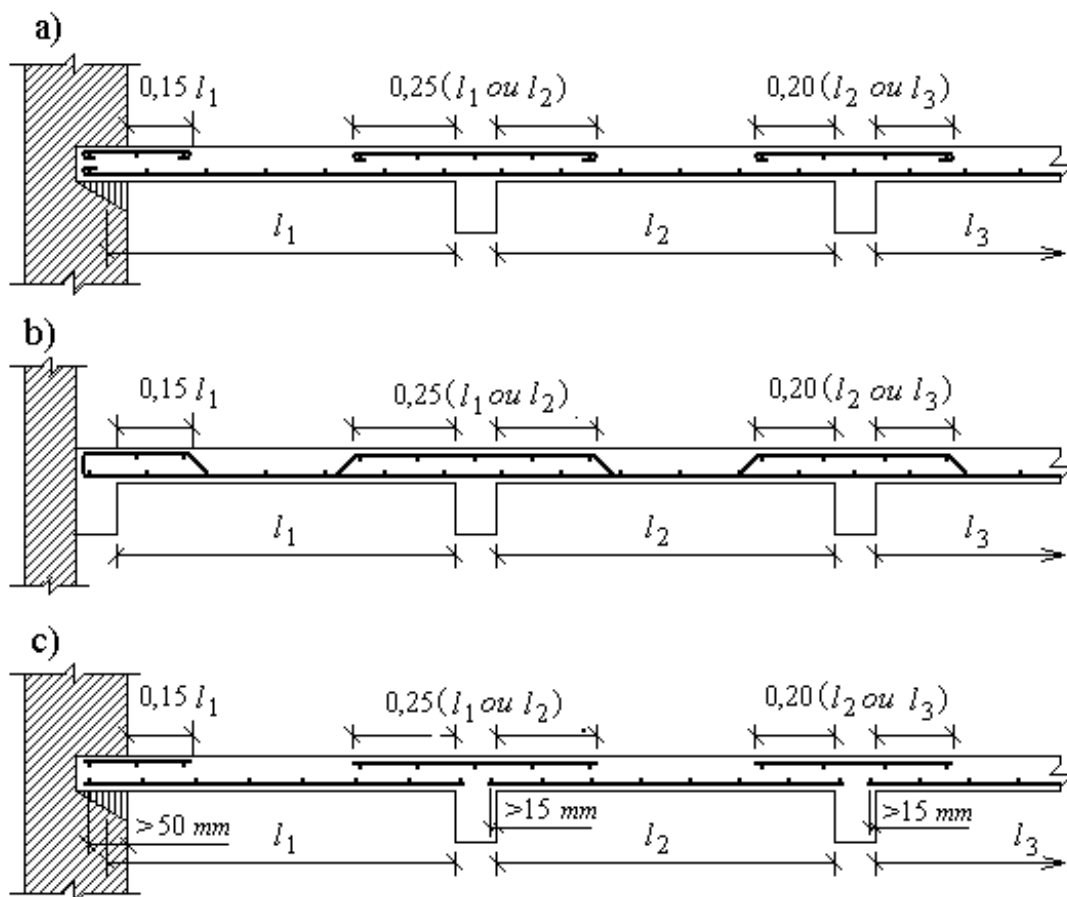 a)
0,15 l1 0,25(l1 ou l2) 0,20(l2 ou l3)
l1 l2 l3
b)
0,15 l1 0,25(l1 ou l2) 0,20(l2 ou l3)
l1 l2 l3
c)
0,15 l1 0,25(l1 ou l2) 0,20(l2 ou l3)
>50 mm >15 mm >15 mm
l1 l2 l3